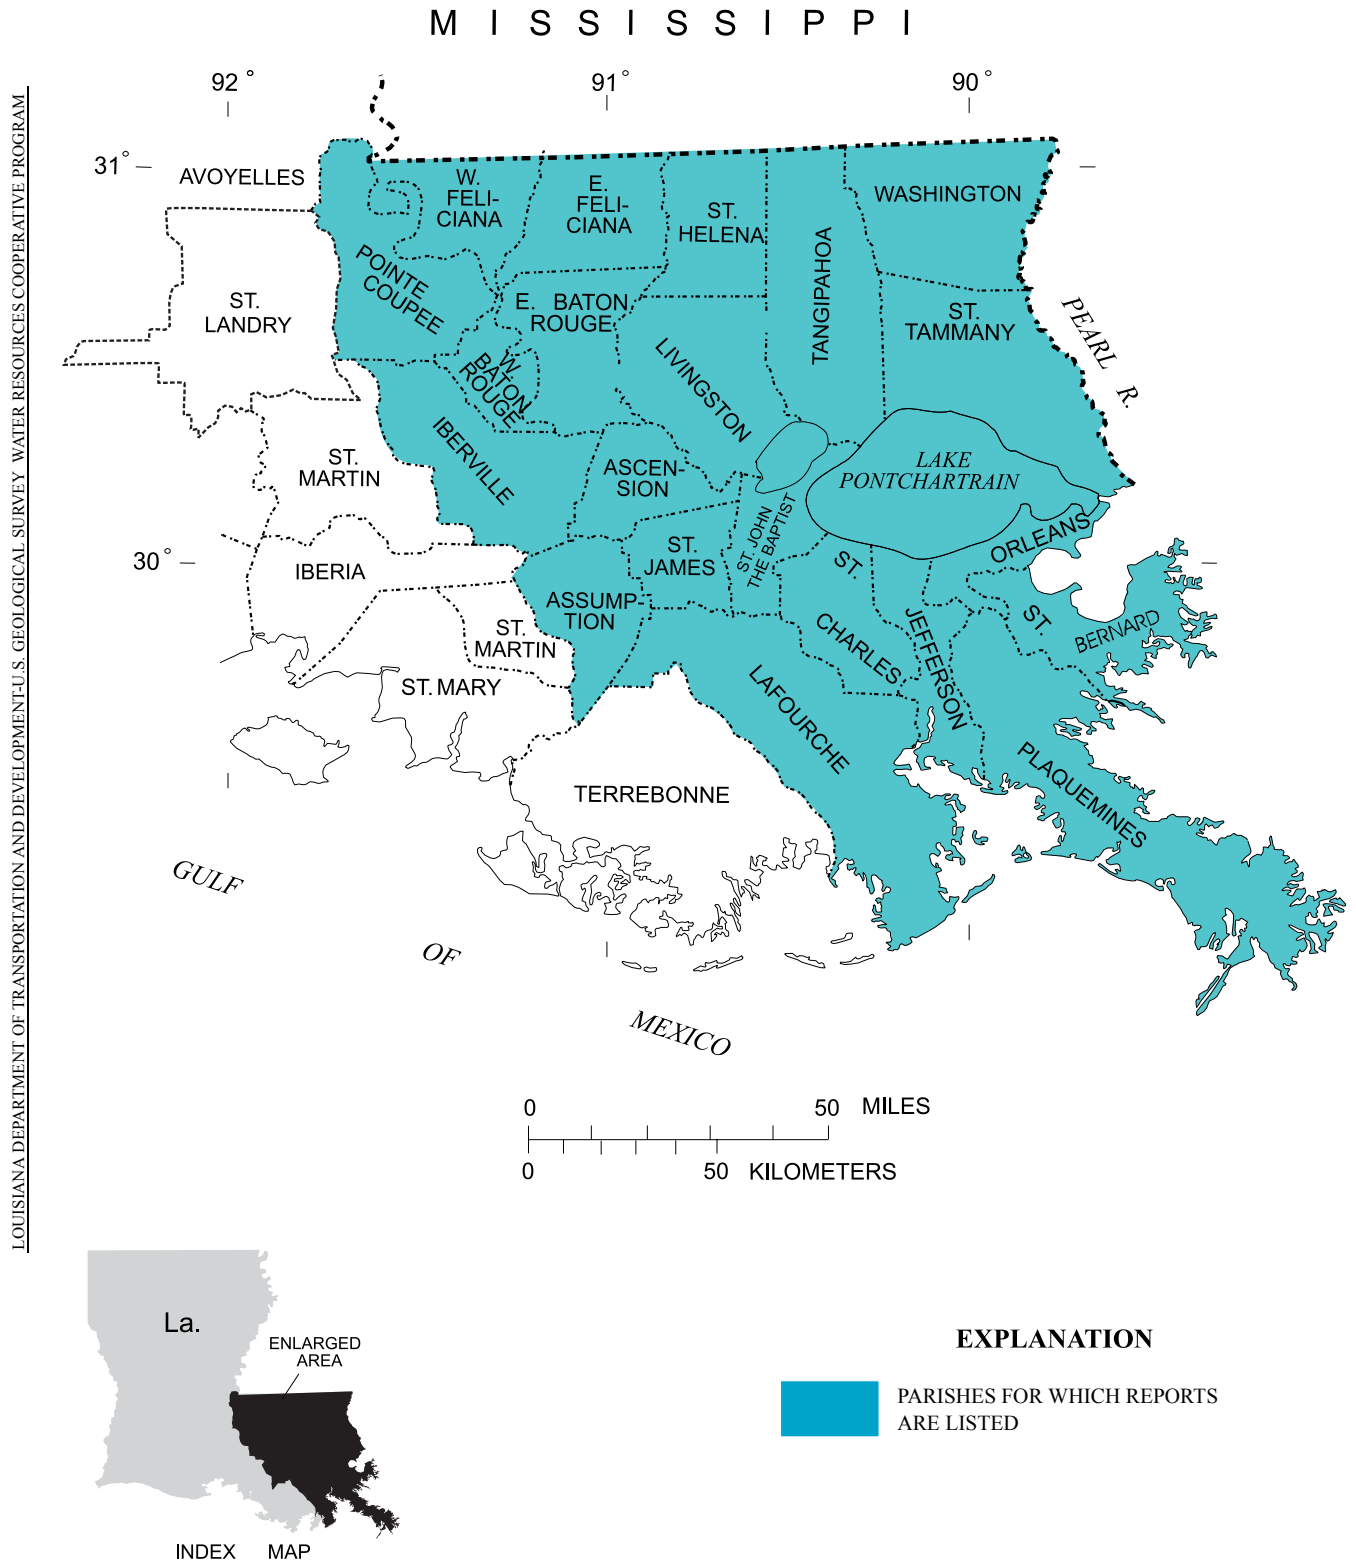 M I S S I S S I P P I
92°
91°
90°
31°
30°
LOUISIANA DEPARTMENT OF TRANSPORTATION AND DEVELOPMENT-U.S. GEOLOGICAL SURVEY WATER RESOURCES COOPERATIVE PROGRAM
AVOYELLES
W.
FELI-
CIANA
E.
FELI-
CIANA
ST.
HELENA
TANGIPAHOA
WASHINGTON
ST.
LANDRY
POINTE
COUPEE
E. BATON
ROUGE
W.
BATON
ROUGE
LIVINGSTON
ST.
TAMMANY
PEARL R.
ST.
MARTIN
IBERVILLE
ASCEN-
SION
LAKE
PONTCHARTRAIN
ST. JOHN
THE BAPTIST
ORLEANS
IBERIA
ST.
JAMES
ST.
CHARLES
ASSUMP-
TION
JEFFERSON
ST.
BERNARD
ST.
MARTIN
ST. MARY
LAFOURCHE
PLAQUEMINES
TERREBONNE
GULF
OF
MEXICO
0 50 MILES
0 50 KILOMETERS
La.
ENLARGED
AREA
INDEX MAP
EXPLANATION
PARISHES FOR WHICH REPORTS
ARE LISTED